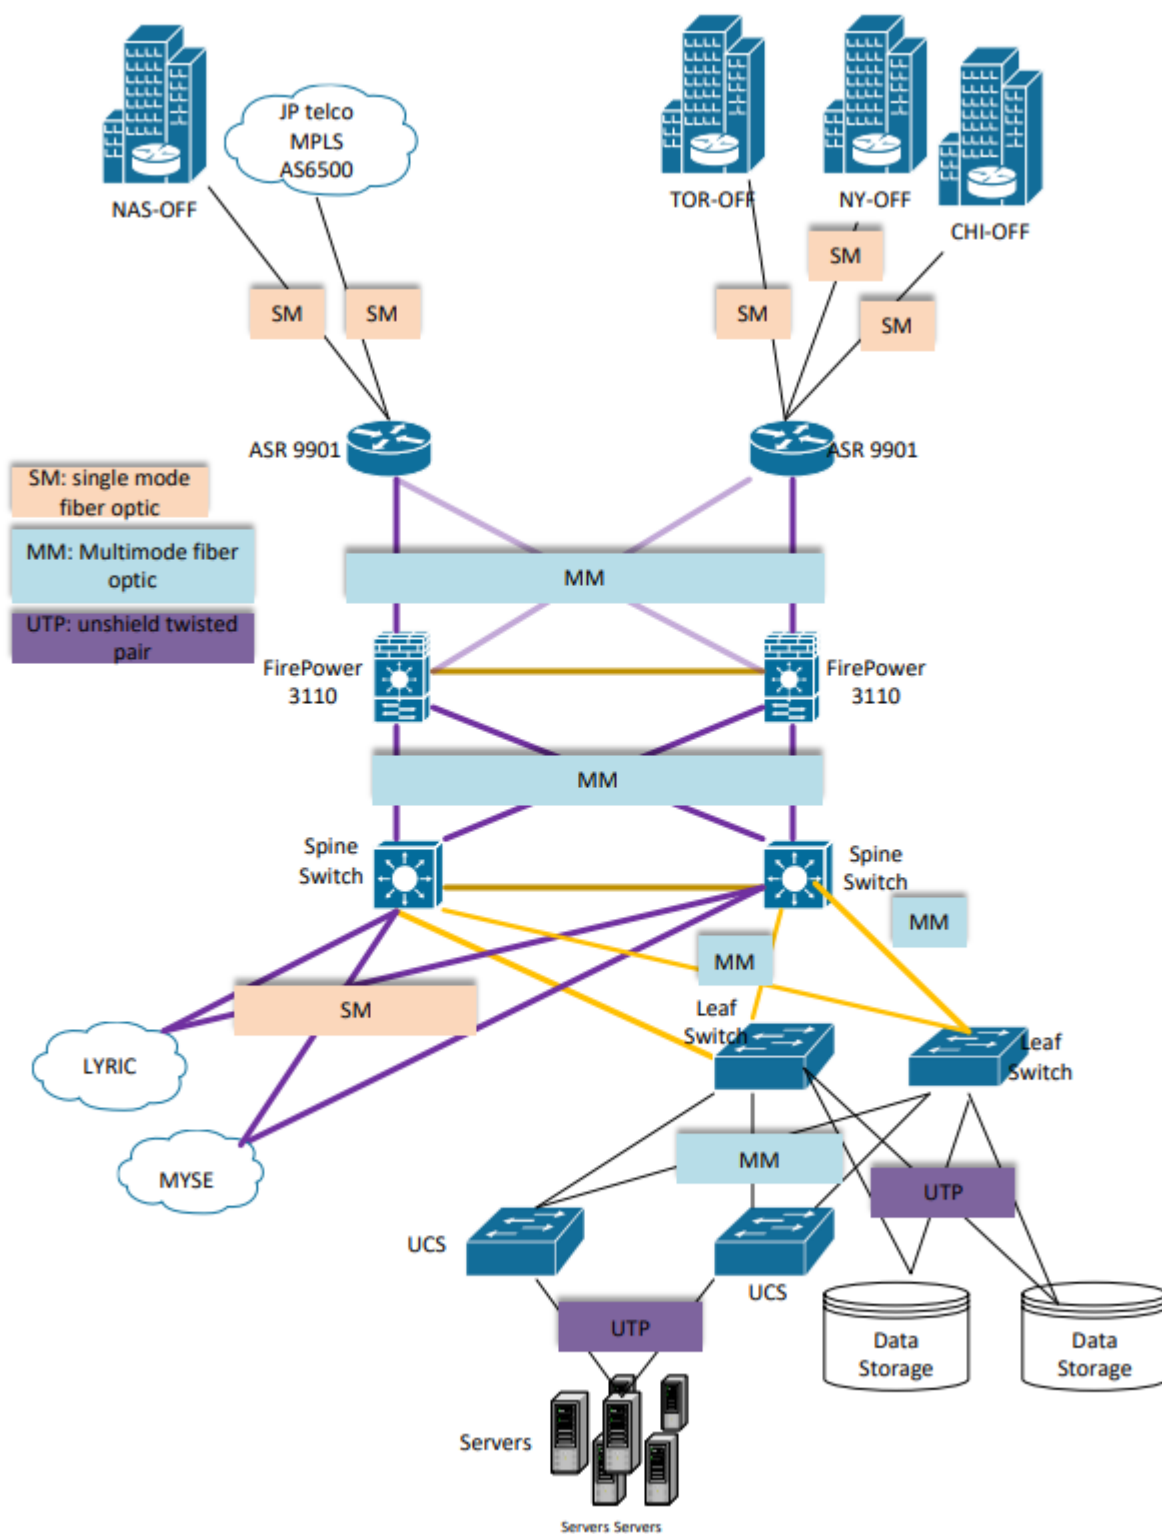 JP telco
MPLS
AS6500
NAS-OFF
TOR-OFF
NY-OFF
CHI-OFF
SM
SM
SM
SM
SM
ASR 9901
ASR 9901
SM: single mode
fiber optic
MM: Multimode fiber
optic
UTP: unshield twisted
pair
MM
FirePower
3110
FirePower
3110
MM
Spine
Switch
Spine
Switch
MM
MM
SM
Leaf
Switch
Leaf
Switch
LYRIC
MYSE
MM
UTP
UCS
UCS
UTP
Data
Storage
Data
Storage
Servers
Servers Servers